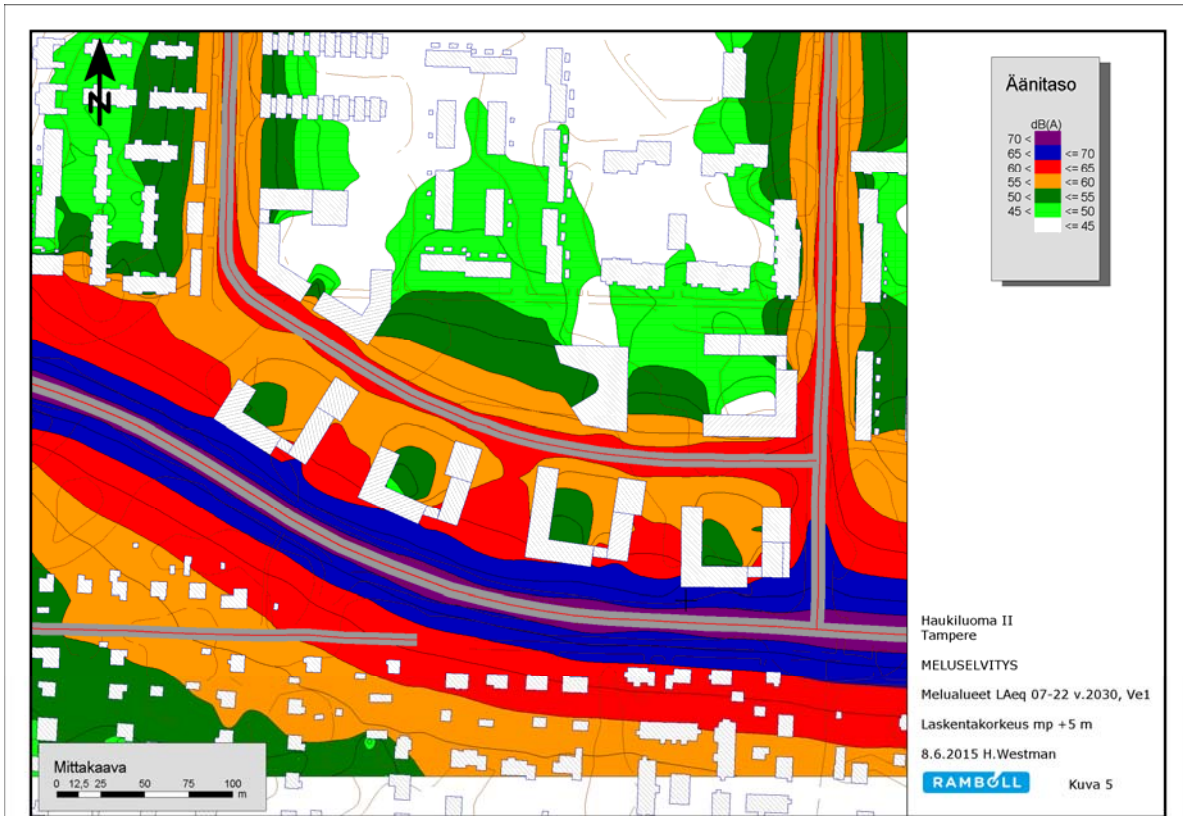 N
Äänitaso
dB(A)
70 <
65 < <= 70
60 < <= 65
55 < <= 60
50 < <= 55
45 < <= 50
<= 45
Haukiluoma II
Tampere
MELUSELVITYS
Melualueet LAeq 07-22 v.2030, Ve1
Laskentakorkeus mp +5 m
8.6.2015 H.Westman
RAMBOLL Kuva 5
Mittakaava
0 12,5 25 50 75 100
m